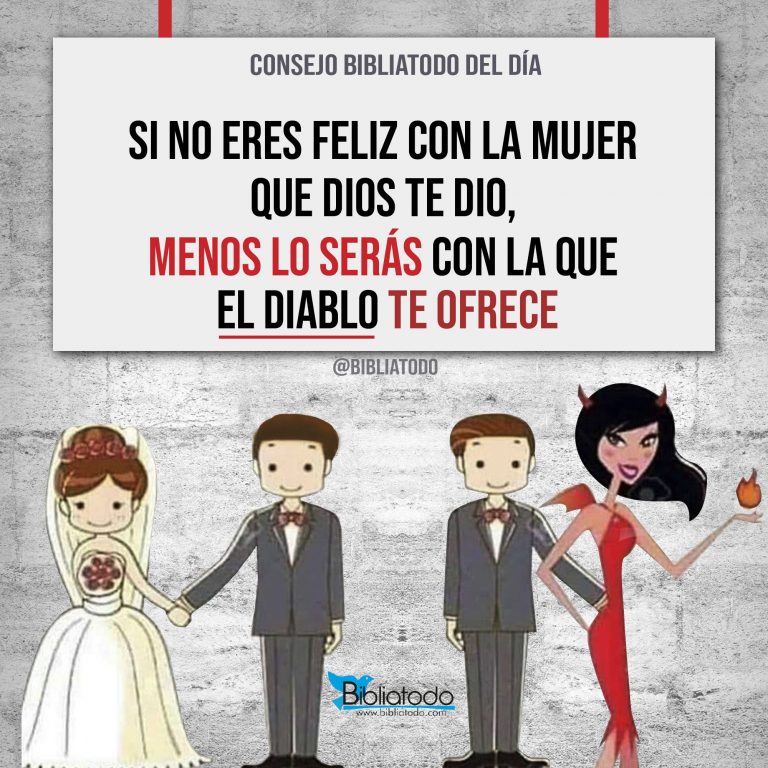 CONSEJO BIBLIATODO DEL DÍA
SI NO ERES FELIZ CON LA MUJER
QUE DIOS TE DIO,
MENOS LO SERÁS CON LA QUE
EL DIABLO TE OFRECE
@BIBLIATODO
Bibliatodo
www.bibliatodo.com